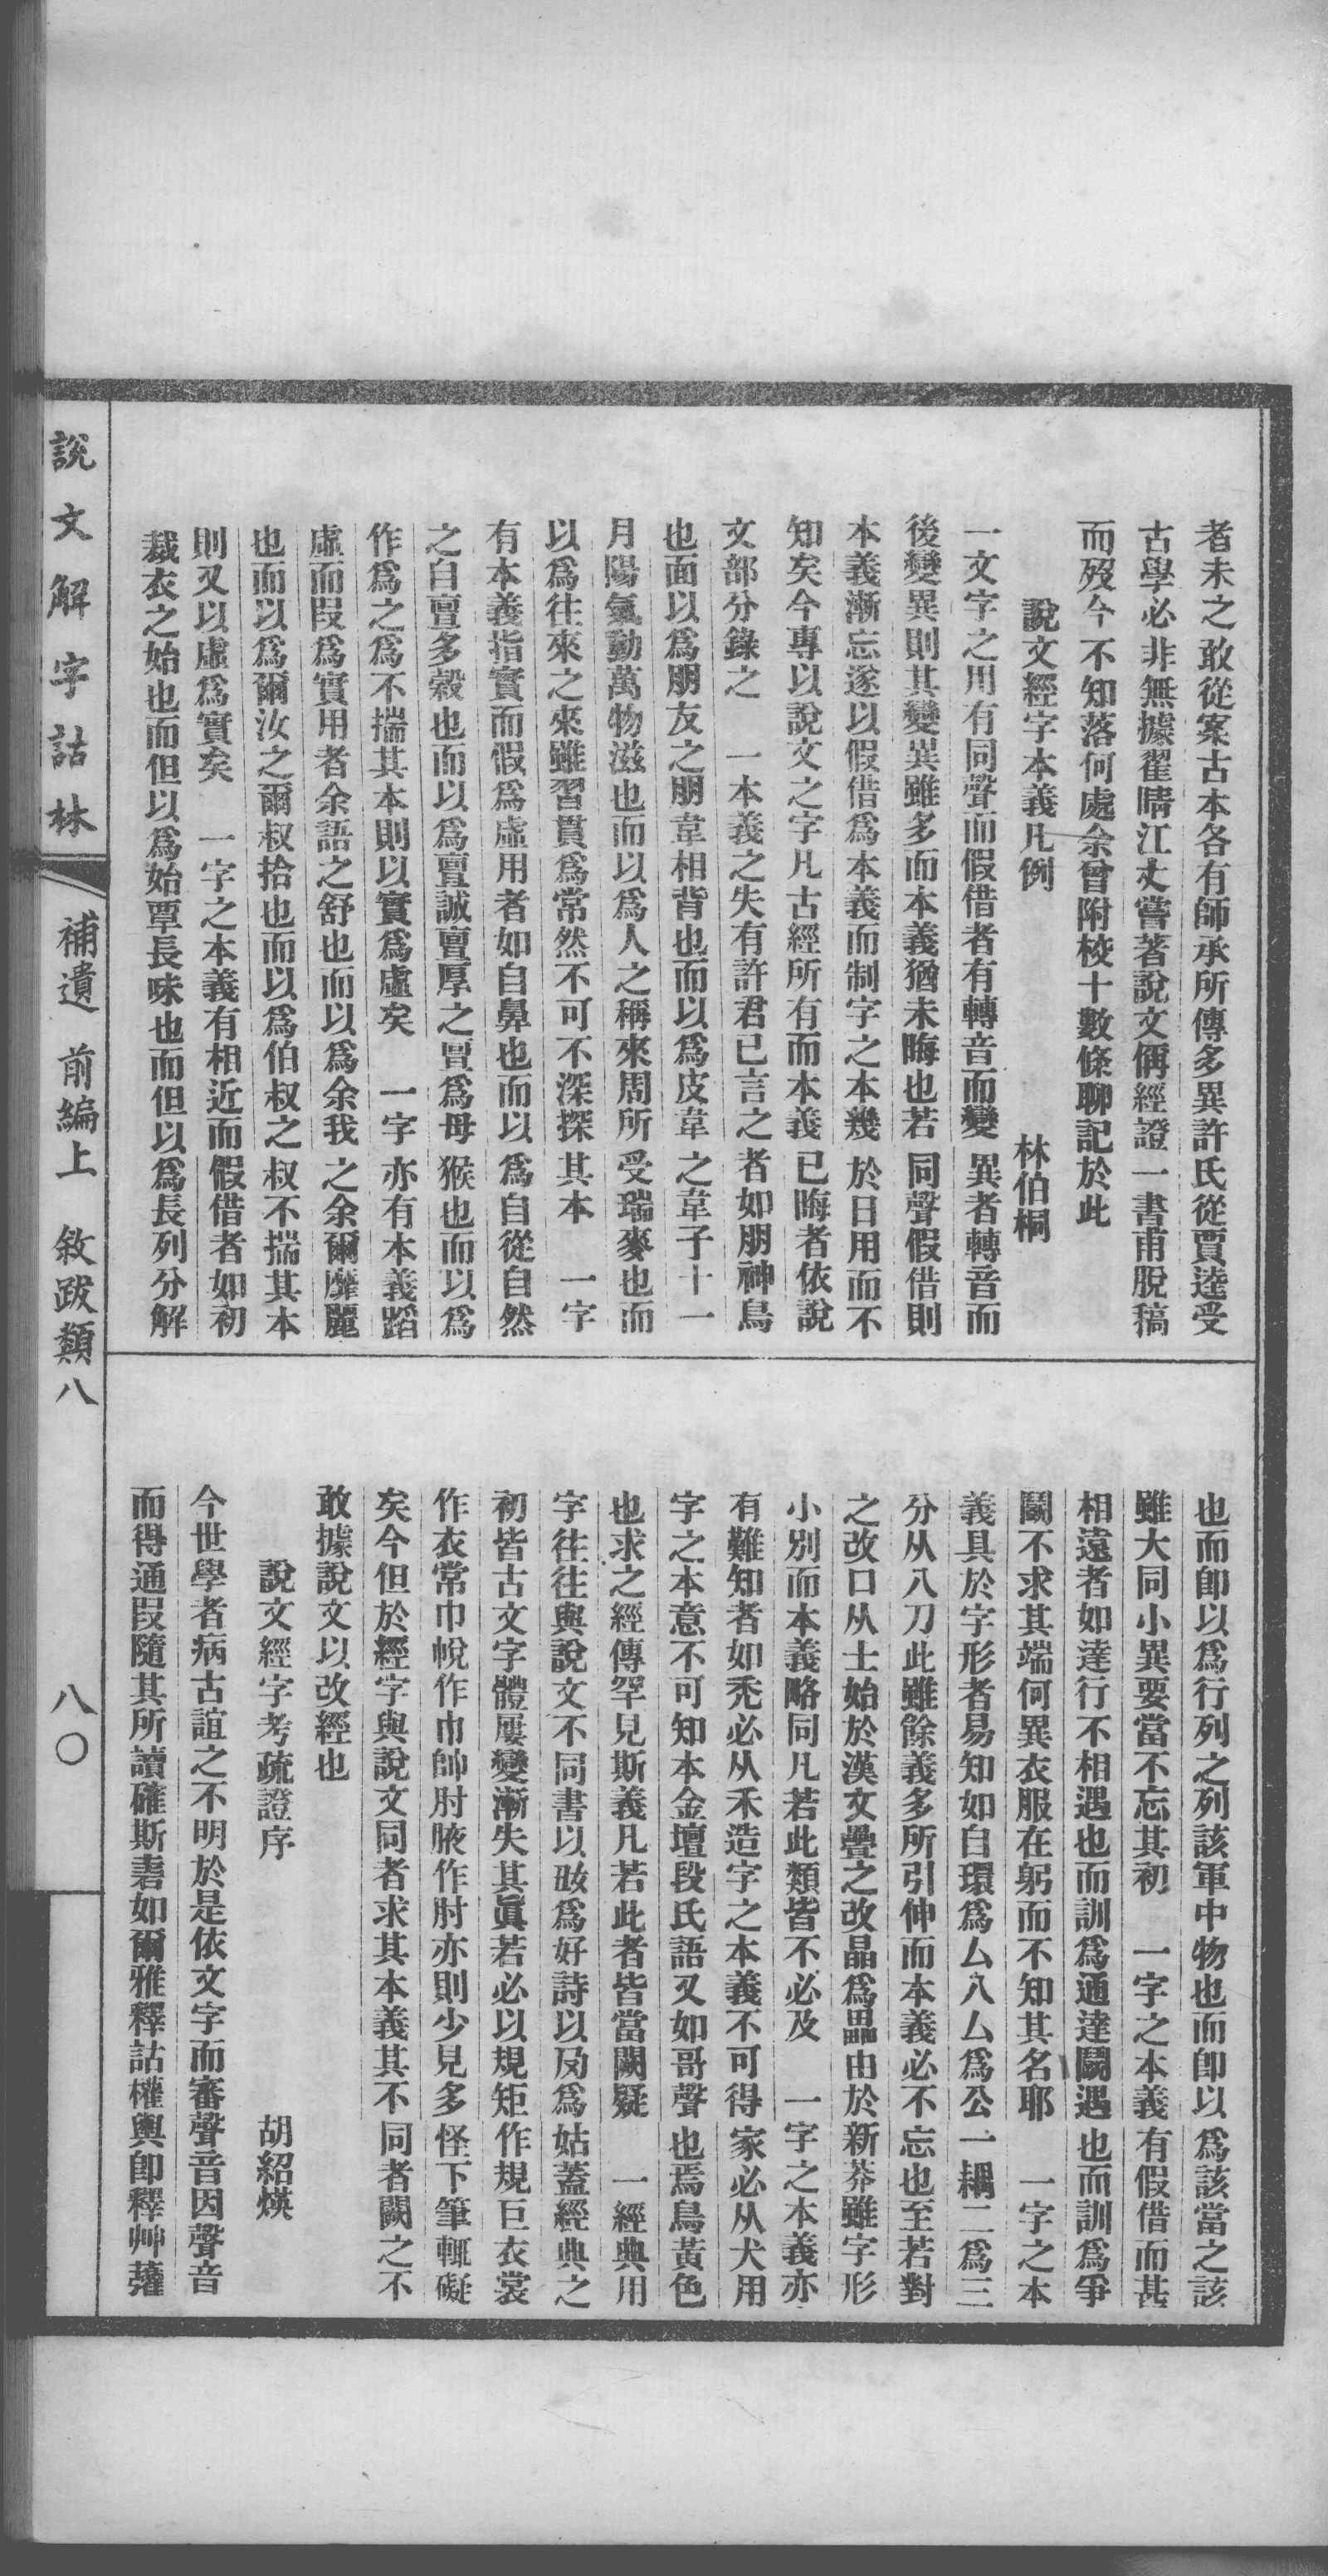 者未之敢從案古本各有師承所傳多異許氏從賈逵受
古學必非無據翟晴江丈嘗著說文偁經證一書甫脫稿
而歿今不知落何處余曾附校十數條聊記於此
說文經字本義凡例　林伯桐
一文字之用有同聲而假借者有轉音而變異者轉音而
後變異則其變異雖多而本義猶未晦也若同聲假借則
本義漸忘遂以假借爲本義而制字之本幾於日用而不
知矣今專以說文之字凡古經所有而本義已晦者依說
文部分錄之　一本義之失有許君已言之者如朋神鳥
也而以爲朋友之朋韋相背也而以爲皮韋之韋子十一
月陽氣動萬物滋也而以爲人之稱來周所受瑞麥也而
以爲往來之來雖習貫爲常然不可不深探其本　一字
有本義指實而假爲虛用者如自鼻也而以爲自從自然
之自亶多穀也而以爲亶誠亶厚之亶爲母猴也而以爲
作爲之爲不揣其本則以實爲虛矣　一字亦有本義蹈
虛而叚爲實用者余語之舒也而以爲余我之余爾靡麗
也而以爲爾汝之爾叔拾也而以爲伯叔之叔不揣其本
則又以虛爲實矣　一字之本義有相近而假借者如初
裁衣之始也而但以爲始覃長味也而但以爲長列分解
也而卽以爲行列之列該軍中物也而卽以爲該當之該
雖大同小異要當不忘其初　一字之本義有假借而甚
相遠者如達行不相遇也而訓爲通達鬭遇也而訓爲爭
鬭不求其端何異衣服在躬而不知其名耶　一字之本
義具於字形者易知如自環爲厶八厶爲公一耦二爲三
分从八刀此雖餘義多所引伸而本義必不忘也至若對
之改口从士始於漢文疊之改晶爲畾由於新莽雖字形
小別而本義略同凡若此類皆不必及　一字之本義亦
有難知者如禿必从禾造字之本義不可得家必从犬用
字之本意不可知本金壇段氏語又如哥聲也焉鳥黃色
也求之經傳罕見斯義凡若此者皆當闕疑　一經典用
字往往與說文不同書以𡚽爲好詩以夃爲姑蓋經典之
初皆古文字體屢變漸失其眞若必以規矩作規巨衣裳
作衣常巾帨作巾帥肘腋作肘亦則少見多怪下筆輒礙
矣今但於經字與說文同者求其本義其不同者闕之不
敢據說文以改經也
說文經字考疏證序　胡紹煐
今世學者病古誼之不明於是依文字而審聲音因聲音
而得通叚隨其所讀確斯書如爾雅釋詁權輿卽釋艸虇
說文解字詁林　補遺　前編上　敘跋類八　八〇